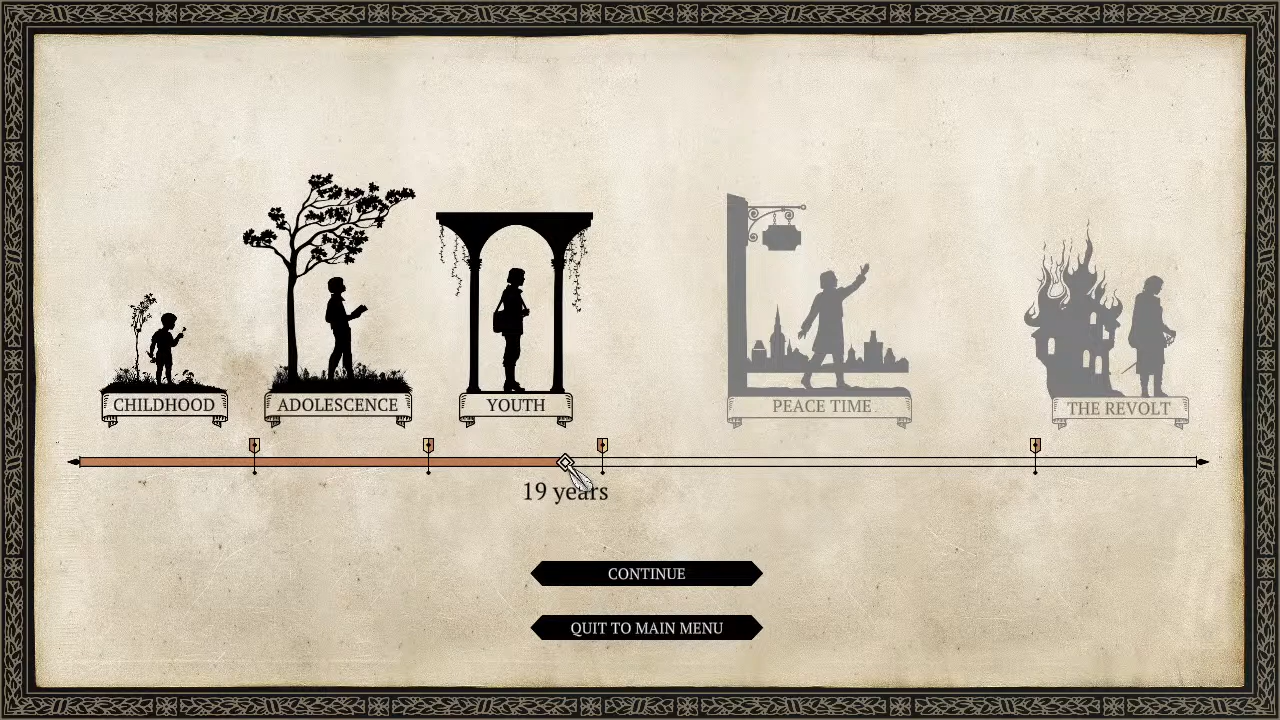 CHILDHOOD
ADOLESCENCE
YOUTH
PEACE TIME
THE REVOLT
19 years
CONTINUE
QUIT TO MAIN MENU